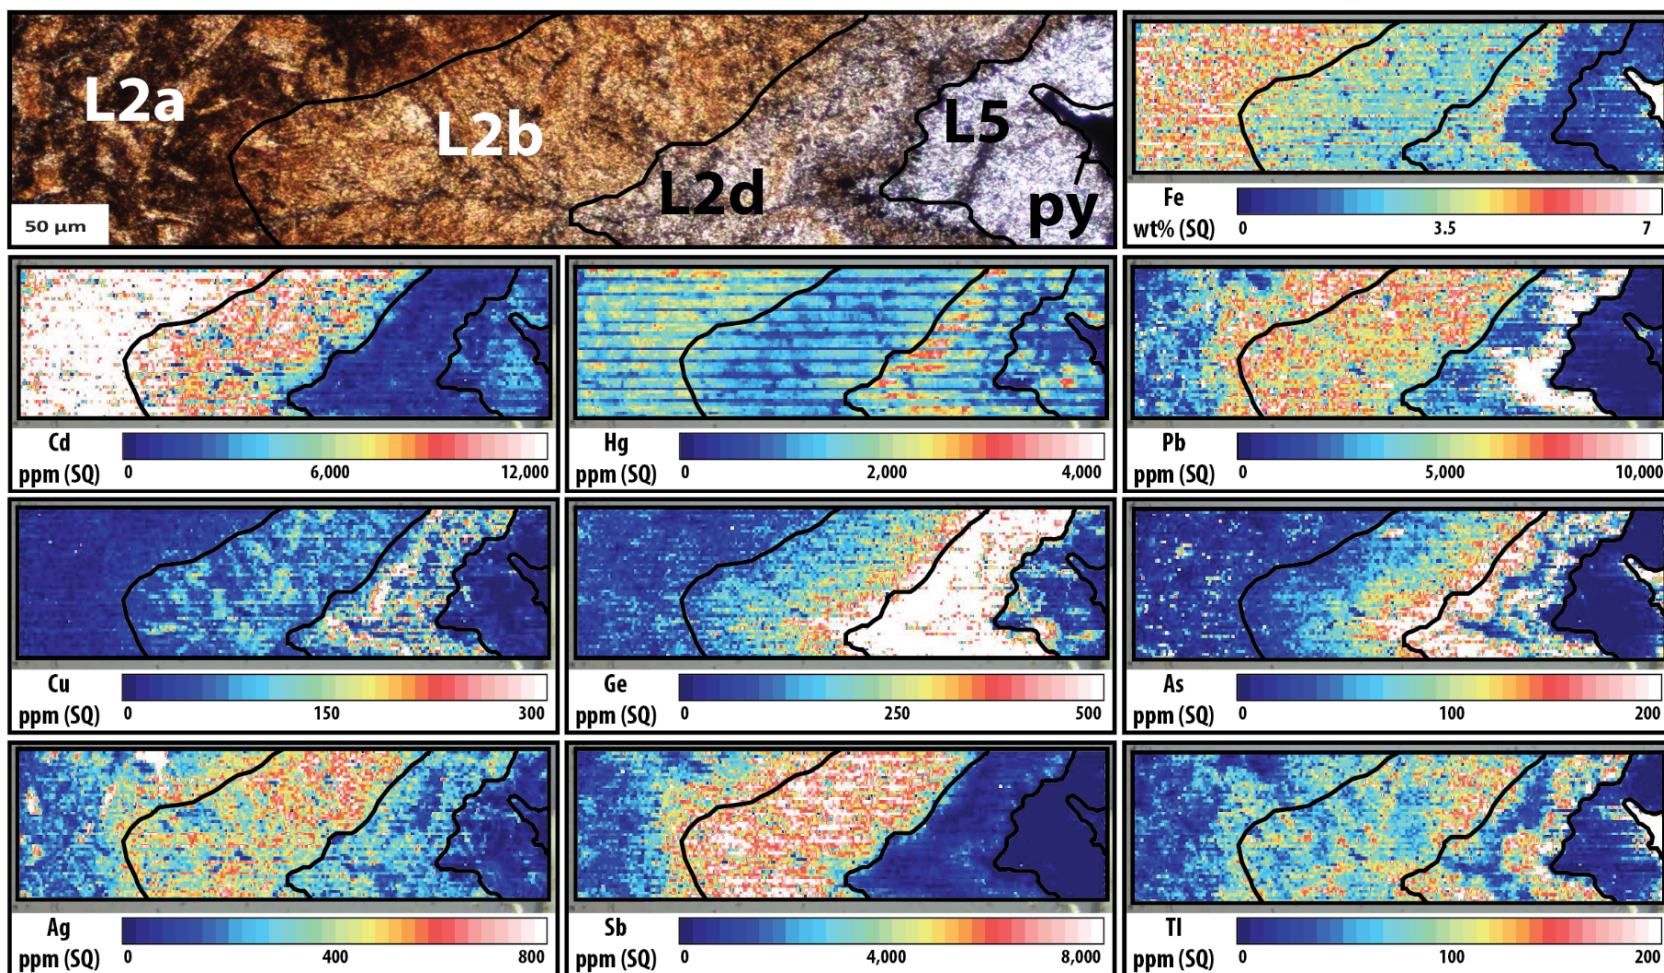 L2a
L2b
L2d
L5
py
50 µm
Fe
wt% (SQ)
0 3.5 7
Cd
ppm (SQ)
0 6,000 12,000
Hg
ppm (SQ)
0 2,000 4,000
Pb
ppm (SQ)
0 5,000 10,000
Cu
ppm (SQ)
0 150 300
Ge
ppm (SQ)
0 250 500
As
ppm (SQ)
0 100 200
Ag
ppm (SQ)
0 400 800
Sb
ppm (SQ)
0 4,000 8,000
Tl
ppm (SQ)
0 100 200